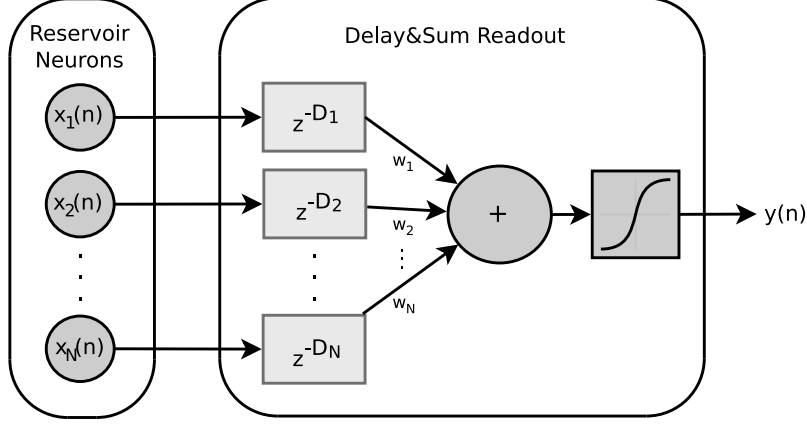 Reservoir
Neurons
Delay&Sum Readout
x1(n)
z-D1
w1
x2(n)
z-D2
w2
+
y(n)
xN(n)
z-DN
wN